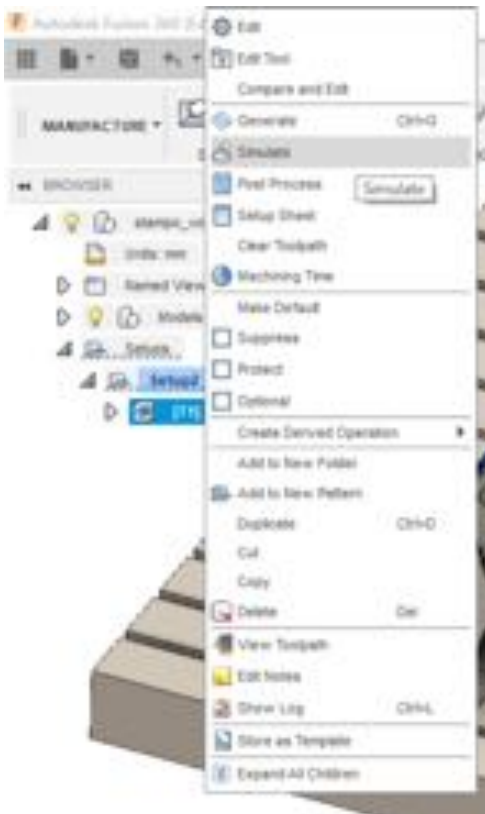 Autodesk Fusion 360
Edit
Edit Tool
Compare and Edit
MANUFACTURE
Generate Ctrl+G
Simulate
BROWSER
Post Process
Simulate
Setup Sheet
Units: mm
Clear Toolpath
Named View
Machining Time
Models
Make Default
Setups
Suppress
Setup2
Protect
Optional
Create Derived Operation
Add to New Folder
Add to New Pattern
Duplicate Ctrl+D
Cut
Copy
Delete Del
View Toolpath
Edit Notes
Show Log Ctrl+L
Store as Template
Expand All Children